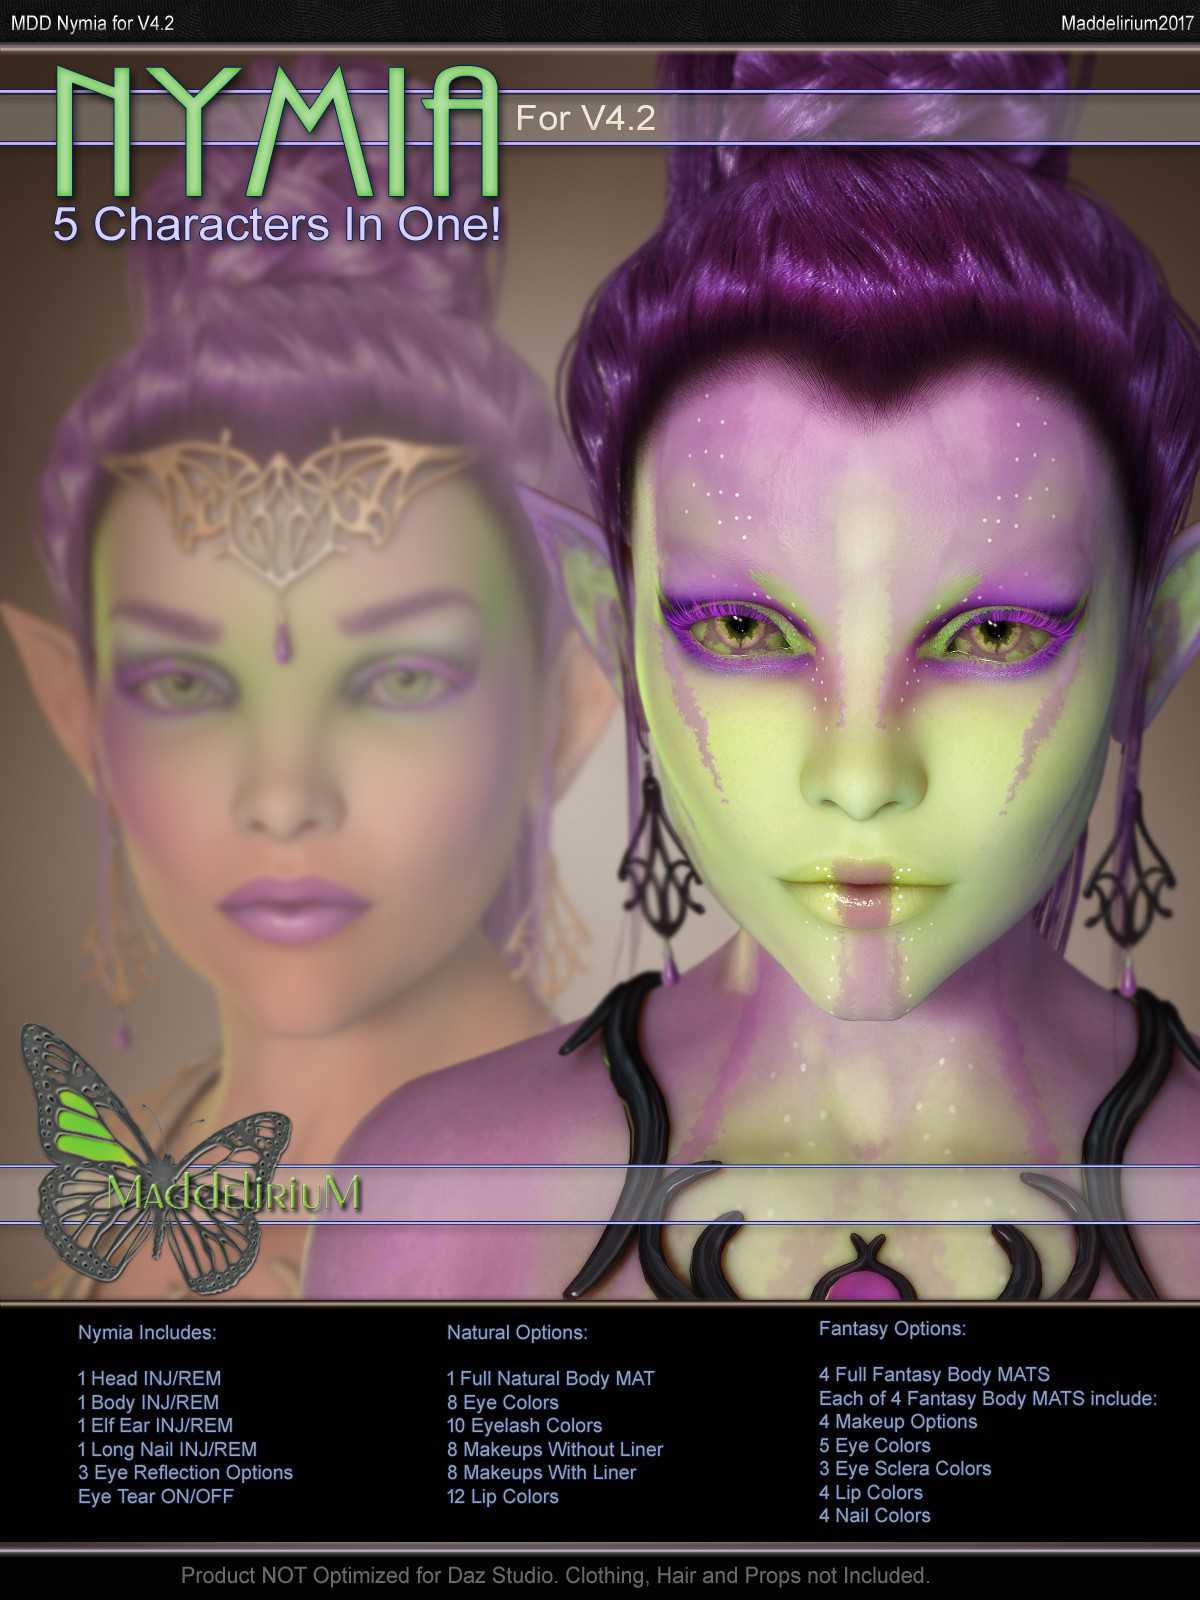 MDD Nymia for V4.2
Maddelirium2017
NYMIA
For V4.2
5 Characters In One!
MaddeliriuM
Nymia Includes:
1 Head INJ/REM
1 Body INJ/REM
1 Elf Ear INJ/REM
1 Long Nail INJ/REM
3 Eye Reflection Options
Eye Tear ON/OFF
Natural Options:
1 Full Natural Body MAT
8 Eye Colors
10 Eyelash Colors
8 Makeups Without Liner
8 Makeups With Liner
12 Lip Colors
Fantasy Options:
4 Full Fantasy Body MATS
Each of 4 Fantasy Body MATS include:
4 Makeup Options
5 Eye Colors
3 Eye Sclera Colors
4 Lip Colors
4 Nail Colors
Product NOT Optimized for Daz Studio. Clothing, Hair and Props not Included.